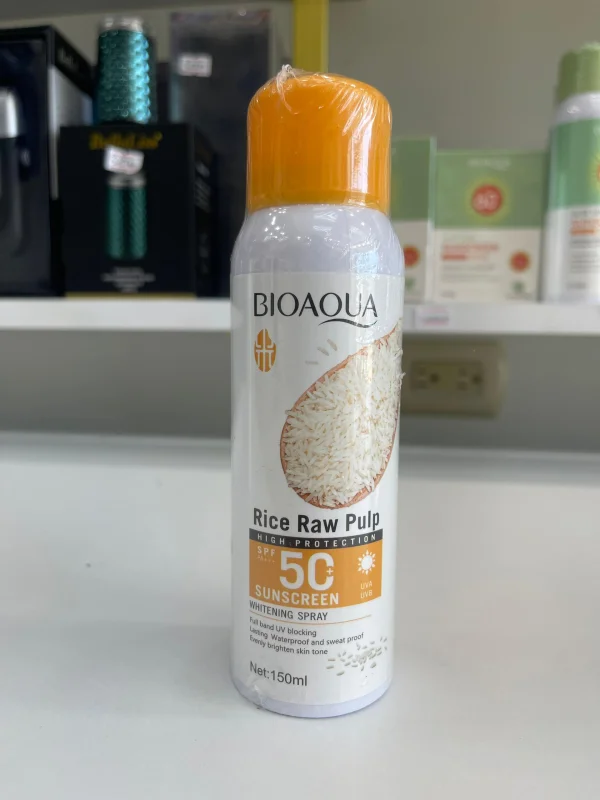 BIOAQUA
Rice Raw Pulp
HIGH PROTECTION
SPF
50+
UVA
UVB
SUNSCREEN
WHITENING SPRAY
Full band UV blocking
Lasting Waterproof and sweat proof
Evenly brighten skin tone
Net:150ml